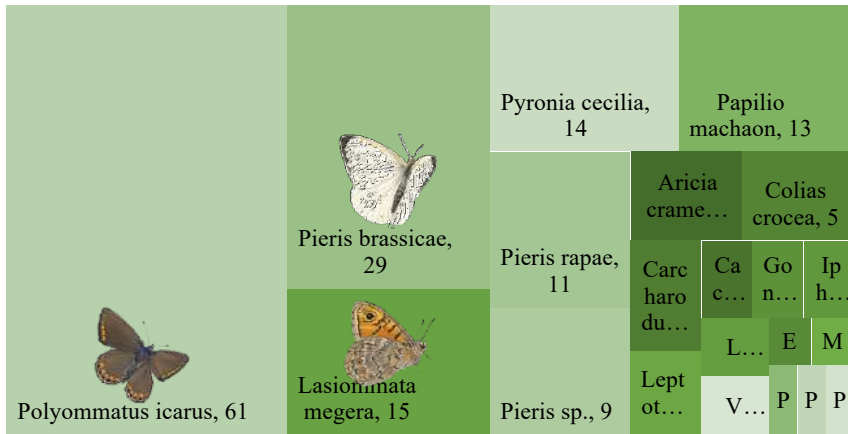 Polyommatus icarus, 61
Pieris brassicae,
29
Lasiommata
megera, 15
Pyronia cecilia,
14
Papilio
machaon, 13
Pieris rapae,
11
Pieris sp., 9
Aricia
crame…
Colias
crocea, 5
Carc
haro
du…
Lept
ot…
Ca
c…
Go
n…
Ip
h…
L…
E
M
V…
P
P
P